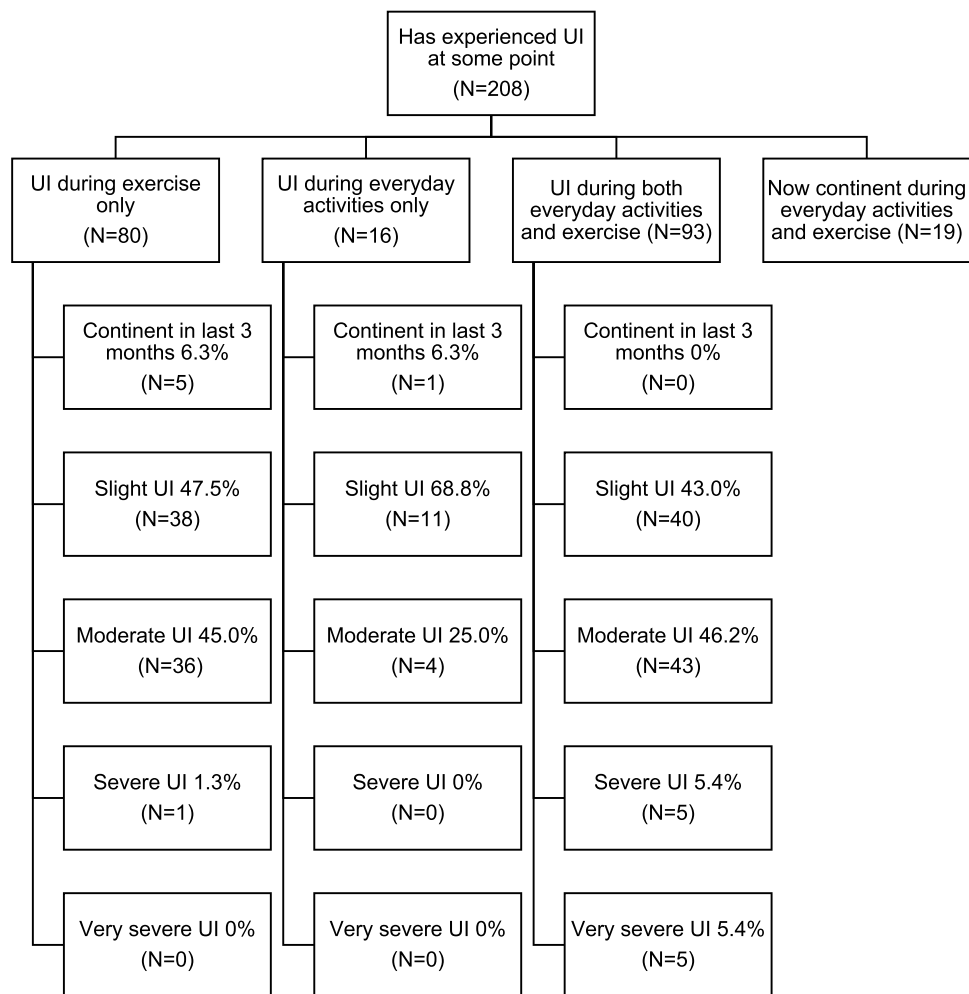 Has experienced UI
at some point
(N=208)
UI during exercise
only
(N=80)
UI during everyday
activities only
(N=16)
UI during both
everyday activities
and exercise (N=93)
Now continent during
everyday activities
and exercise (N=19)
Continent in last 3
months 6.3%
(N=5)
Continent in last 3
months 6.3%
(N=1)
Continent in last 3
months 0%
(N=0)
Slight UI 47.5%
(N=38)
Slight UI 68.8%
(N=11)
Slight UI 43.0%
(N=40)
Moderate UI 45.0%
(N=36)
Moderate UI 25.0%
(N=4)
Moderate UI 46.2%
(N=43)
Severe UI 1.3%
(N=1)
Severe UI 0%
(N=0)
Severe UI 5.4%
(N=5)
Very severe UI 0%
(N=0)
Very severe UI 0%
(N=0)
Very severe UI 5.4%
(N=5)